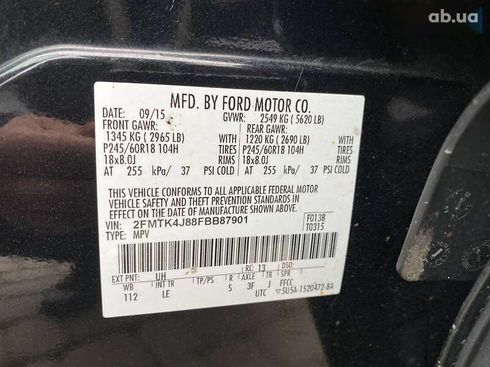 ав.ua
MFD. BY FORD MOTOR CO.
DATE: 09/15 GVWR: 2549 KG ( 5620 LB)
FRONT GAWR: REAR GAWR:
1345 KG ( 2965 LB) 1220 KG ( 2690 LB)
P245/60R18 104H P245/60R18 104H
18x8.0J RIMS 18x8.0J RIMS
AT 255 kPa/ 37 PSI COLD AT 255 kPa/ 37 PSI COLD
THIS VEHICLE CONFORMS TO ALL APPLICABLE FEDERAL MOTOR
VEHICLE SAFETY AND THEFT PREVENTION STANDARDS IN
EFFECT ON THE DATE OF MANUFACTURE SHOWN ABOVE.
VIN: 2FMTK4J88FBB87901 F0138
TYPE: MPV T0315
EXT PNT: UH RC: 13 DSO:
WB INT TR TP/PS R AXLE TR SPR
112 LE S 3F J FFCC
UTC 5U5A-1520472-BA